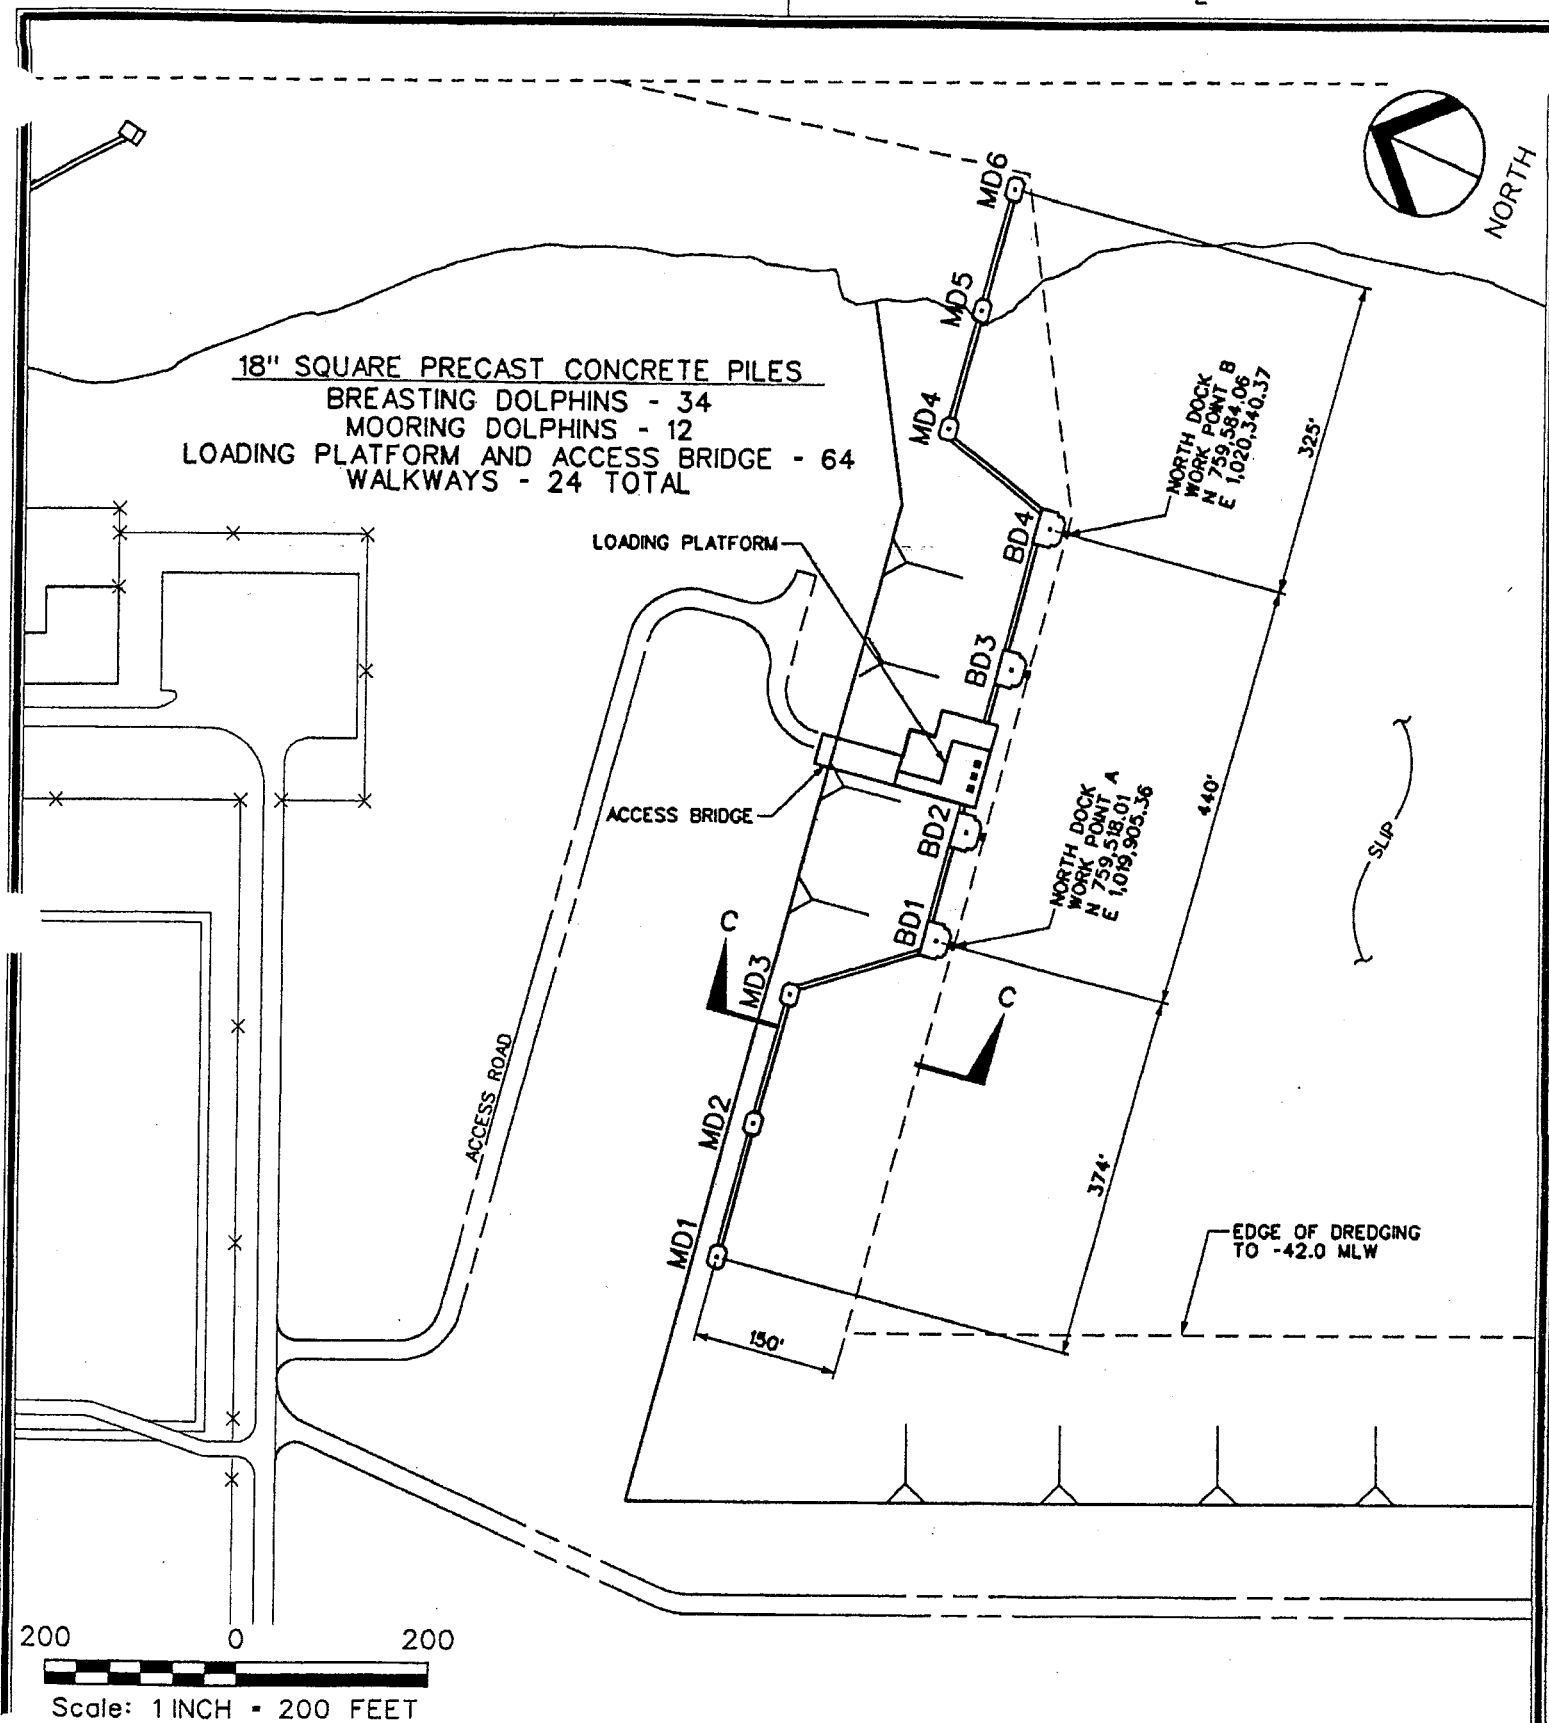 NORTH
MD6
MD5
MD4
18" SQUARE PRECAST CONCRETE PILES
BREASTING DOLPHINS - 34
MOORING DOLPHINS - 12
LOADING PLATFORM AND ACCESS BRIDGE - 64
WALKWAYS - 24 TOTAL
NORTH DOCK
WORK POINT B
N 759,584.06
E 1,020,340.37
325'
LOADING PLATFORM
BD4
BD3
ACCESS BRIDGE
BD2
NORTH DOCK
WORK POINT A
N 759,518.01
E 1,019,905.36
440'
SLIP
BD1
C
MD3
C
ACCESS ROAD
MD2
374'
MD1
EDGE OF DREDGING
TO -42.0 MLW
150'
200 0 200
Scale: 1 INCH = 200 FEET